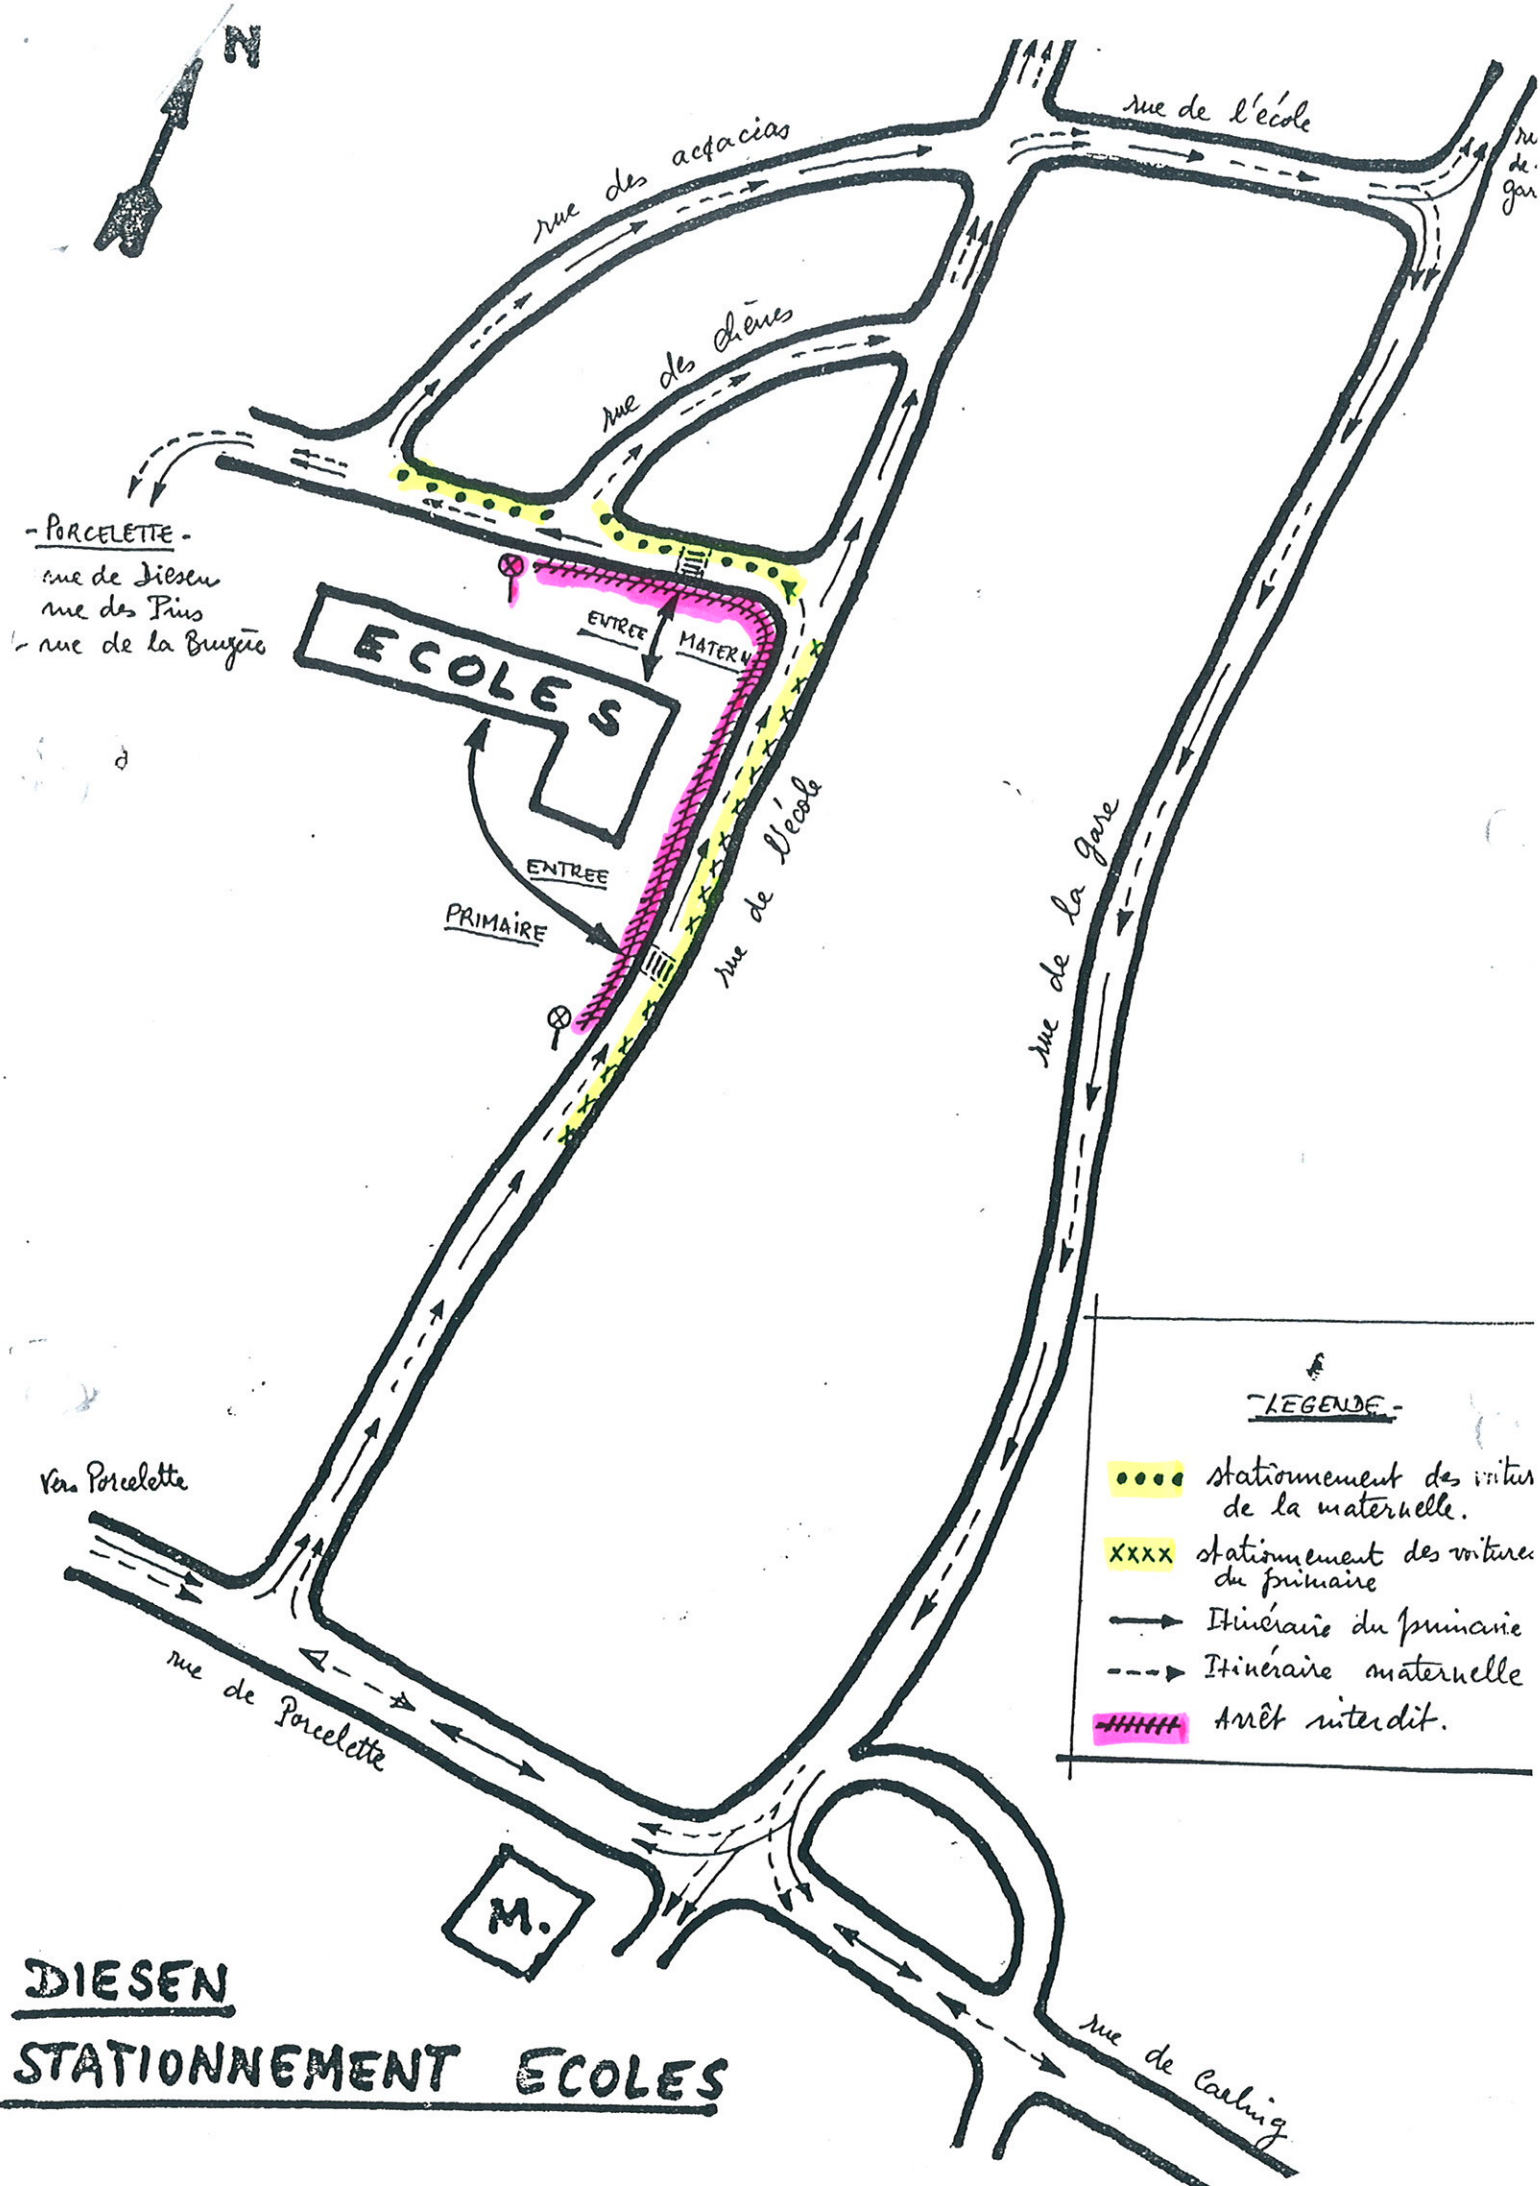 N
rue des acacias
rue de l'école
rue des chênes
- PORCELETTE -
rue de Diesen
rue des Pins
- rue de la Bruyère
ENTREE
MATERN
ECOLES
ENTREE
PRIMAIRE
rue de l'école
rue de la gare
Vers Porcelette
rue de Porcelette
- LEGENDE -
stationnement des voitur
de la maternelle.
xxxx stationnement des voitures
du primaire
Itinéraire du primaire
Itinéraire maternelle
Arrêt interdit.
M.
DIESEN
STATIONNEMENT ECOLES
rue de Carling